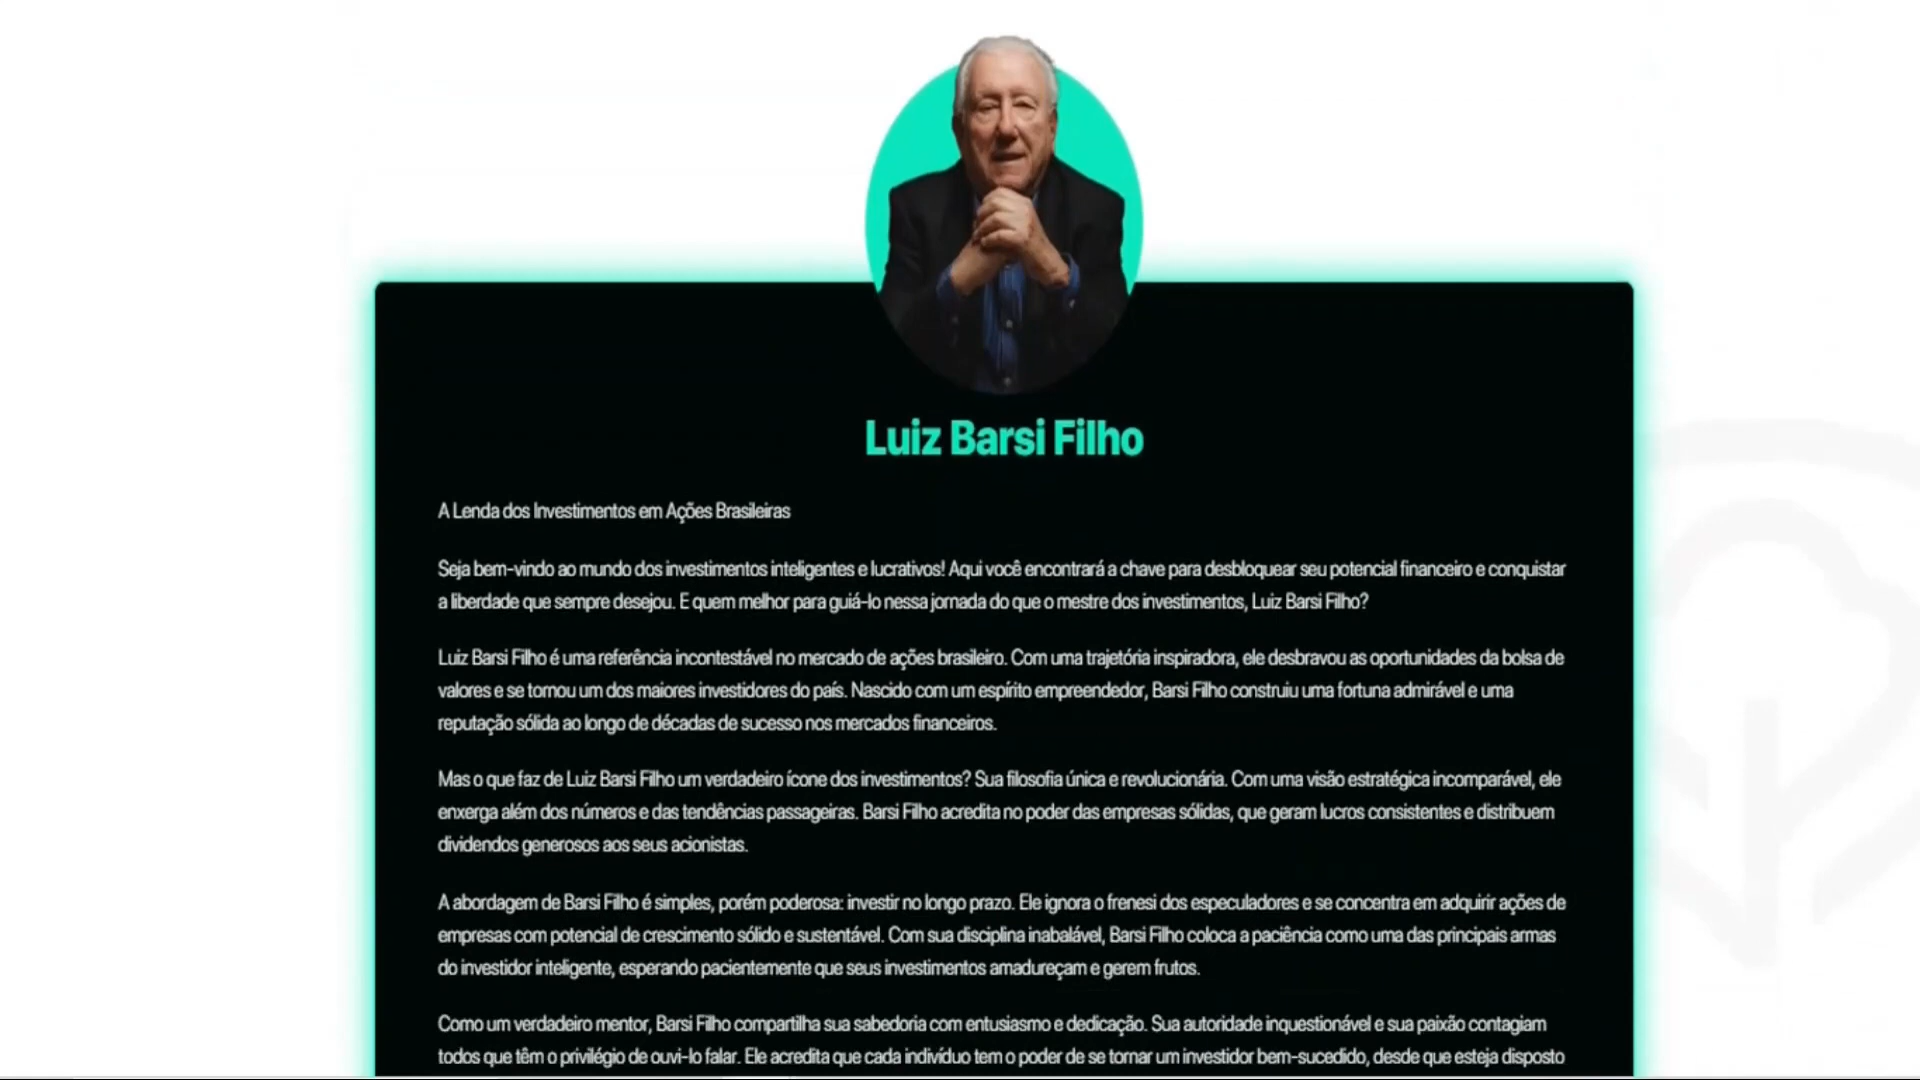 Luiz Barsi Filho
A Lenda dos Investimentos em Ações Brasileiras
Seja bem-vindo ao mundo dos investimentos inteligentes e lucrativos! Aqui você encontrará a chave para desbloquear seu potencial financeiro e conquistar
a liberdade que sempre desejou. E quem melhor para guiá-lo nessa jornada do que o mestre dos investimentos, Luiz Barsi Filho?
Luiz Barsi Filho é uma referência incontestável no mercado de ações brasileiro. Com uma trajetória inspiradora, ele desbravou as oportunidades da bolsa de
valores e se tornou um dos maiores investidores do país. Nascido com um espírito empreendedor, Barsi Filho construiu uma fortuna admirável e uma
reputação sólida ao longo de décadas de sucesso nos mercados financeiros.
Mas o que faz de Luiz Barsi Filho um verdadeiro ícone dos investimentos? Sua filosofia única e revolucionária. Com uma visão estratégica incomparável, ele
enxerga além dos números e das tendências passageiras. Barsi Filho acredita no poder das empresas sólidas, que geram lucros consistentes e distribuem
dividendos generosos aos seus acionistas.
A abordagem de Barsi Filho é simples, porém poderosa: investir no longo prazo. Ele ignora o frenesi dos especuladores e se concentra em adquirir ações de
empresas com potencial de crescimento sólido e sustentável. Com sua disciplina inabalável, Barsi Filho coloca a paciência como uma das principais armas
do investidor inteligente, esperando pacientemente que seus investimentos amadureçam e gerem frutos.
Como um verdadeiro mentor, Barsi Filho compartilha sua sabedoria com entusiasmo e dedicação. Sua autoridade inquestionável e sua paixão contagiam
todos que têm o privilégio de ouvi-lo falar. Ele acredita que cada indivíduo tem o poder de se tornar um investidor bem-sucedido, desde que esteja disposto